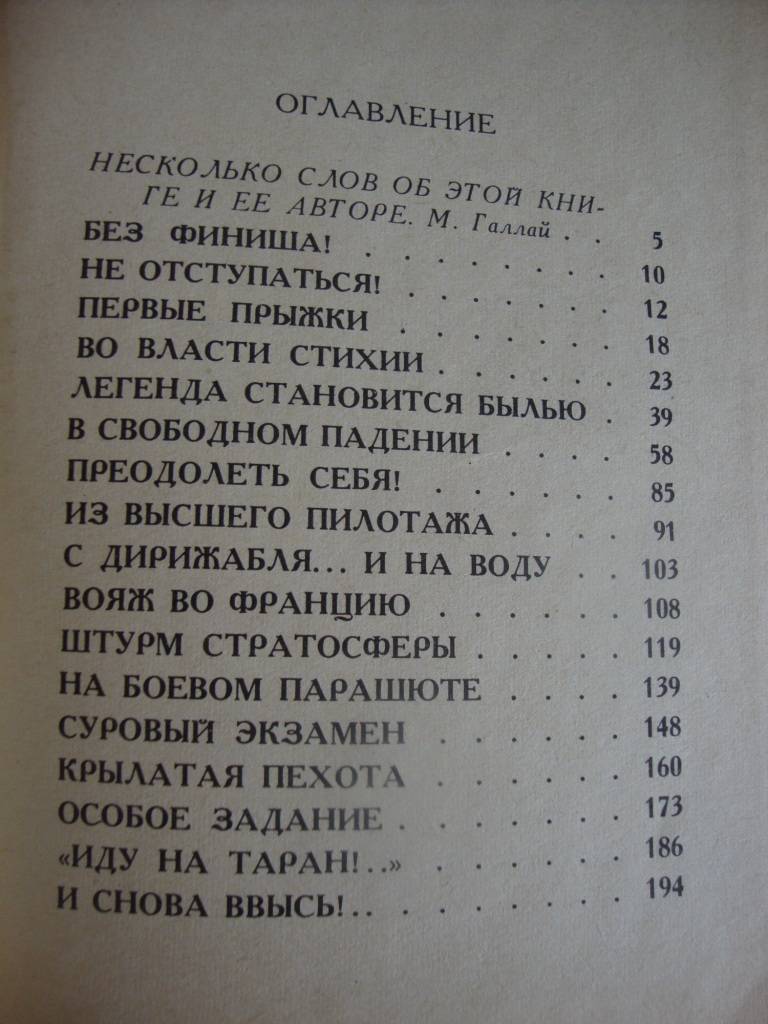 ОГЛАВЛЕНИЕ
НЕСКОЛЬКО СЛОВ ОБ ЭТОЙ КНИ-
ГЕ И ЕЕ АВТОРЕ. М. Галлай . . 5
БЕЗ ФИНИША! . . . . . . . 10
НЕ ОТСТУПАТЬСЯ! . . . . . . 12
ПЕРВЫЕ ПРЫЖКИ . . . . . . 18
ВО ВЛАСТИ СТИХИИ . . . . . . 23
ЛЕГЕНДА СТАНОВИТСЯ БЫЛЬЮ . 39
В СВОБОДНОМ ПАДЕНИИ . . . . 58
ПРЕОДОЛЕТЬ СЕБЯ! . . . . . . 85
ИЗ ВЫСШЕГО ПИЛОТАЖА . . . . 91
С ДИРИЖАБЛЯ... И НА ВОДУ . . 103
ВОЯЖ ВО ФРАНЦИЮ . . . . . . 108
ШТУРМ СТРАТОСФЕРЫ . . . . . 119
НА БОЕВОМ ПАРАШЮТЕ . . . . 139
СУРОВЫЙ ЭКЗАМЕН . . . . . . 148
КРЫЛАТАЯ ПЕХОТА . . . . . . 160
ОСОБОЕ ЗАДАНИЕ . . . . . . . 173
«ИДУ НА ТАРАН!..» . . . . . . 186
И СНОВА ВВЫСЬ!.. . . . . . . . 194